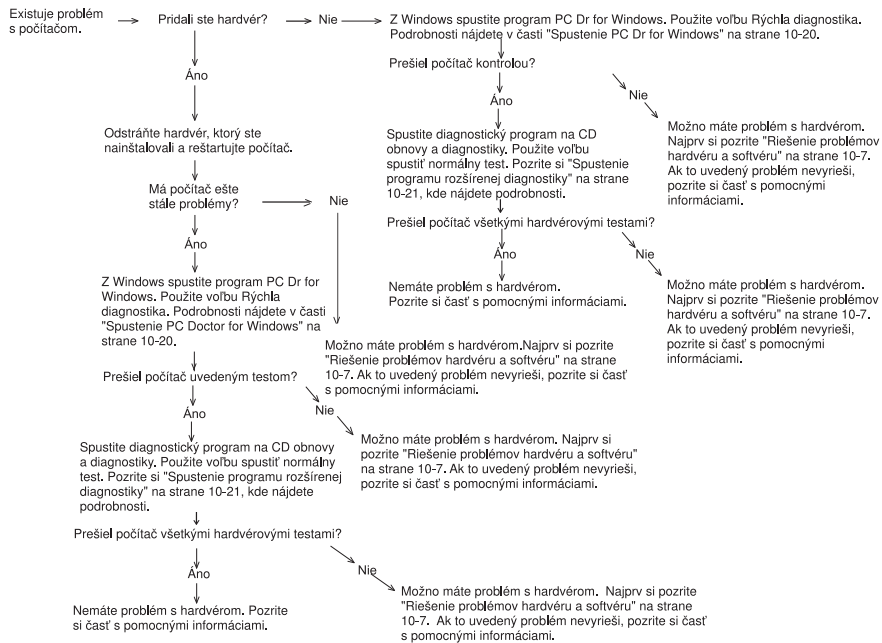 Existuje problém
s počítačom.
Pridali ste hardvér?
Nie
Z Windows spustite program PC Dr for Windows. Použite voľbu Rýchla diagnostika.
Podrobnosti nájdete v časti "Spustenie PC Dr for Windows" na strane 10-20.
Prešiel počítač kontrolou?
Áno
Nie
Áno
Odstráňte hardvér, ktorý ste
nainštalovali a reštartujte počítač.
Spustite diagnostický program na CD
obnovy a diagnostiky. Použite voľbu
spustiť normálny test. Pozrite si "Spustenie
programu rozšírenej diagnostiky" na strane
10-21, kde nájdete podrobnosti.
Možno máte problém s hardvérom.
Najprv si pozrite "Riešenie problémov
hardvéru a softvéru" na strane 10-7.
Ak to uvedený problém nevyrieši,
pozrite si časť s pomocnými
informáciami.
Má počítač ešte
stále problémy?
Nie
Prešiel počítač všetkými hardvérovými testami?
Áno
Áno
Nie
Z Windows spustite program PC Dr for
Windows. Použite voľbu Rýchla
diagnostika. Podrobnosti nájdete v časti
"Spustenie PC Doctor for Windows" na
strane 10-20.
Nemáte problém s hardvérom.
Pozrite si časť s pomocnými informáciami.
Možno máte problém s hardvérom.
Najprv si pozrite "Riešenie problémov
hardvéru a softvéru" na strane 10-7.
Ak to uvedený problém nevyrieši,
pozrite si časť s pomocnými
informáciami.
Možno máte problém s hardvérom.Najprv si pozrite
"Riešenie problémov hardvéru a softvéru" na strane
10-7. Ak to uvedený problém nevyrieši, pozrite si časť
s pomocnými informáciami.
Prešiel počítač uvedeným testom?
Áno
Nie
Spustite diagnostický program na CD obnovy
a diagnostiky. Použite voľbu spustiť normálny
test. Pozrite si "Spustenie programu rozšírenej
diagnostiky" na strane 10-21, kde nájdete
podrobnosti.
Možno máte problém s hardvérom. Najprv si
pozrite "Riešenie problémov hardvéru a softvéru"
na strane 10-7. Ak to uvedený problém nevyrieši,
pozrite si časť s pomocnými informáciami.
Prešiel počítač všetkými hardvérovými testami?
Áno
Nie
Nemáte problém s hardvérom. Pozrite
si časť s pomocnými informáciami.
Možno máte problém s hardvérom. Najprv si pozrite
"Riešenie problémov hardvéru a softvéru" na strane
10-7. Ak to uvedený problém nevyrieši, pozrite si časť
s pomocnými informáciami.